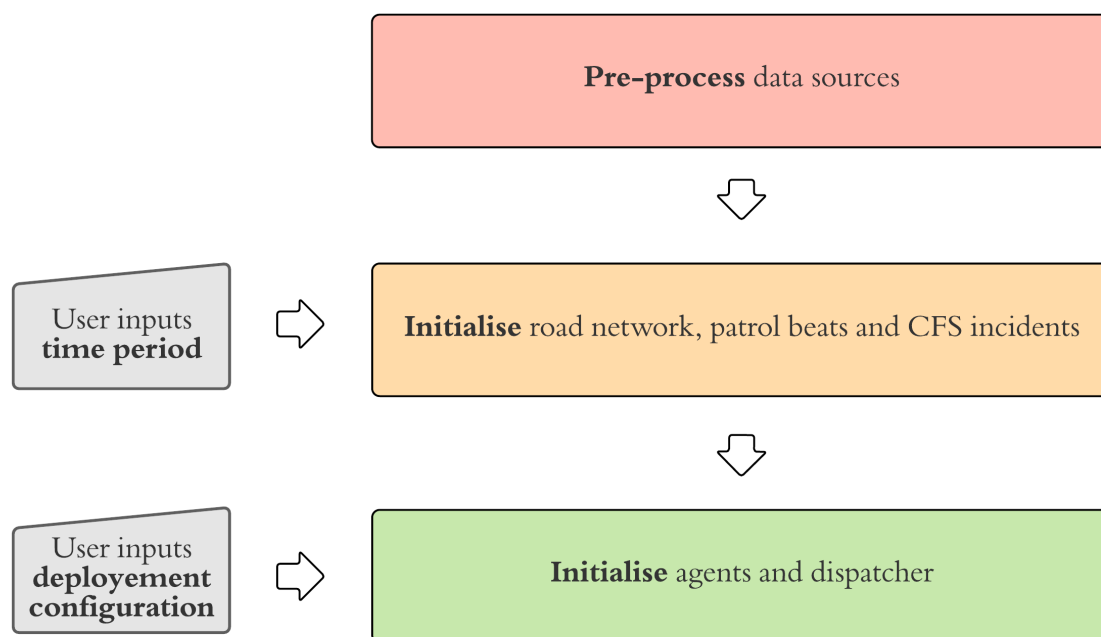 Pre-process data sources
User inputs
time period
Initialise road network, patrol beats and CFS incidents
User inputs
deployement
configuration
Initialise agents and dispatcher